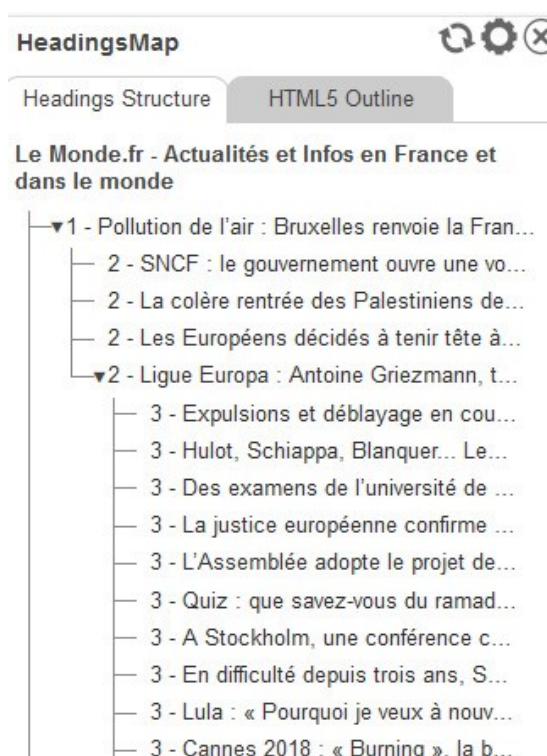 HeadingsMap
Headings Structure
HTML5 Outline
Le Monde.fr - Actualités et Infos en France et
dans le monde
1 - Pollution de l'air : Bruxelles renvoie la Fran...
2 - SNCF : le gouvernement ouvre une vo...
2 - La colère rentrée des Palestiniens de...
2 - Les Européens décidés à tenir tête à...
2 - Ligue Europa : Antoine Griezmann, t...
3 - Expulsions et déblayage en cou...
3 - Hulot, Schiappa, Blanquer... Le...
3 - Des examens de l'université de ...
3 - La justice européenne confirme ...
3 - L'Assemblée adopte le projet de...
3 - Quiz : que savez-vous du ramad...
3 - A Stockholm, une conférence c...
3 - En difficulté depuis trois ans, S...
3 - Lula : « Pourquoi je veux à nouv...
3 - Cannes 2018 : « Burning », la b...